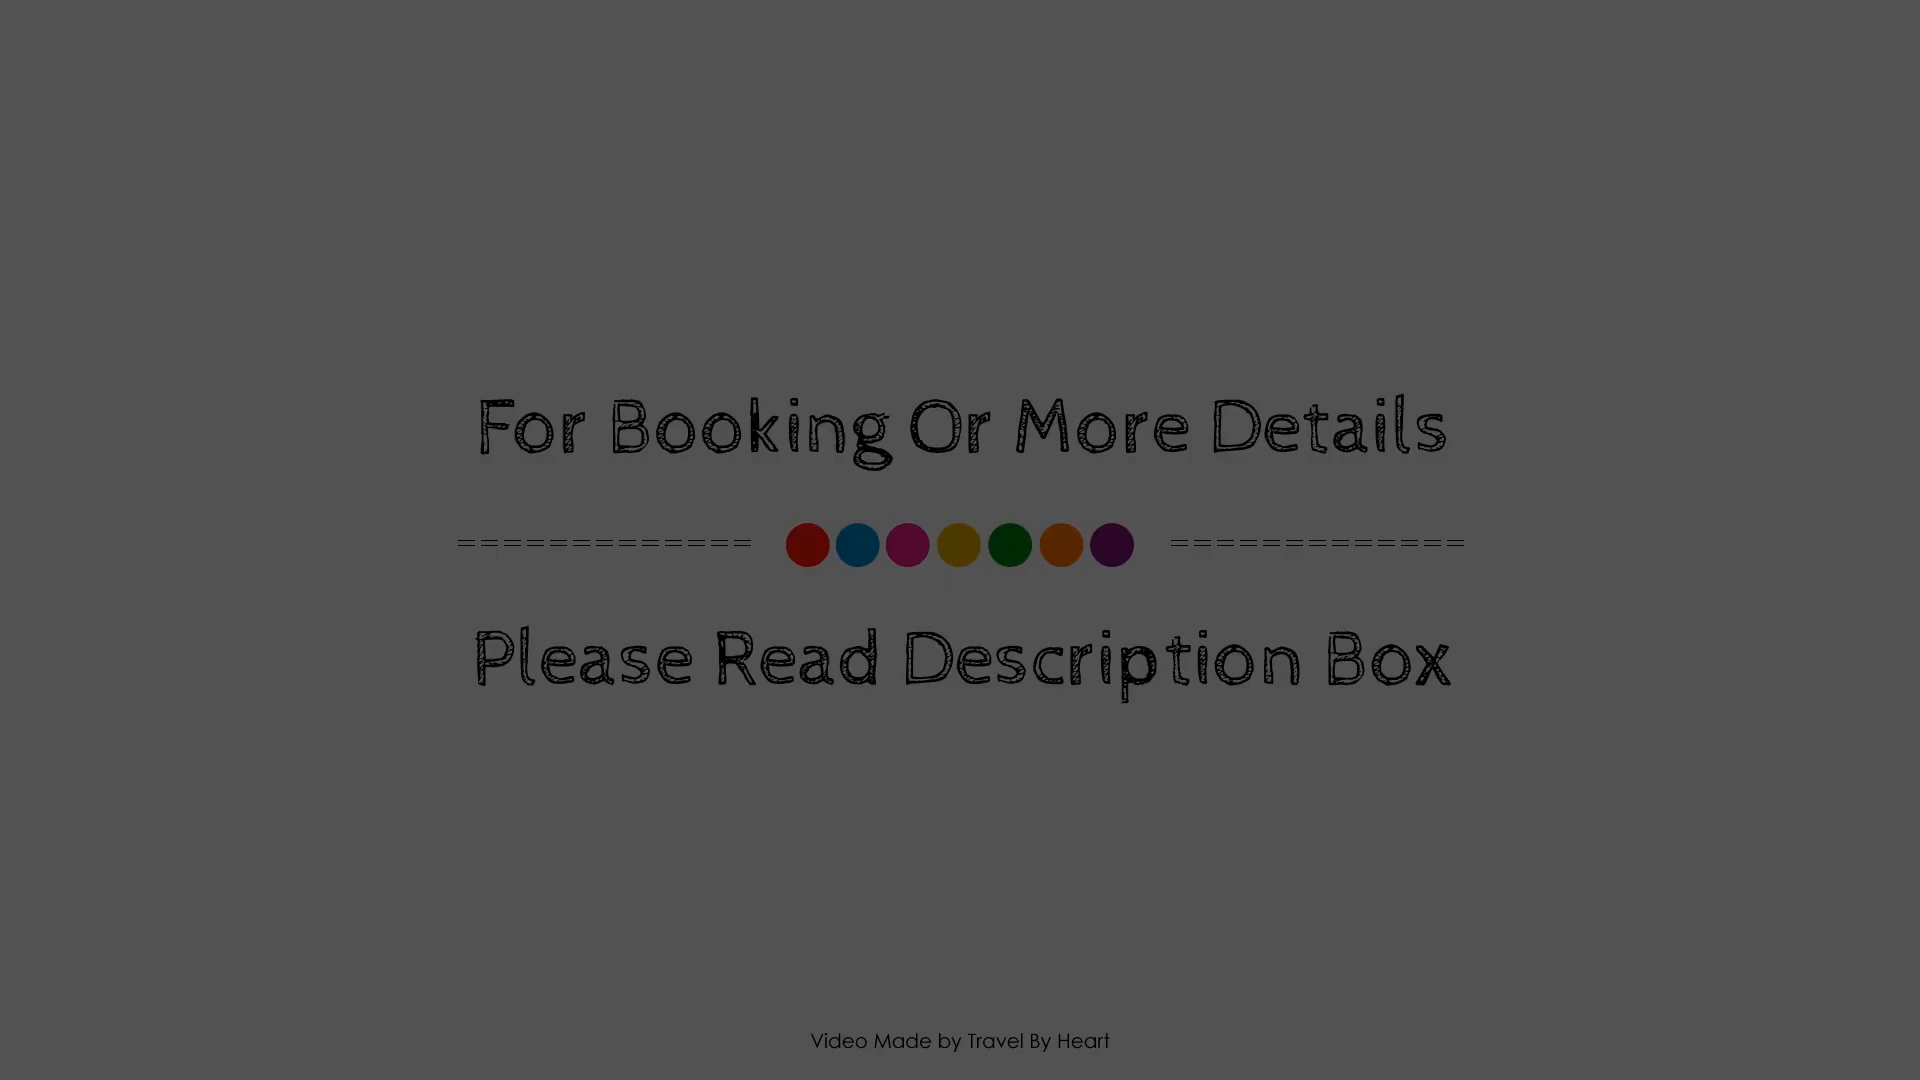 For Booking Or More Details
============= =============
Please Read Description Box
Video Made by Travel By Heart